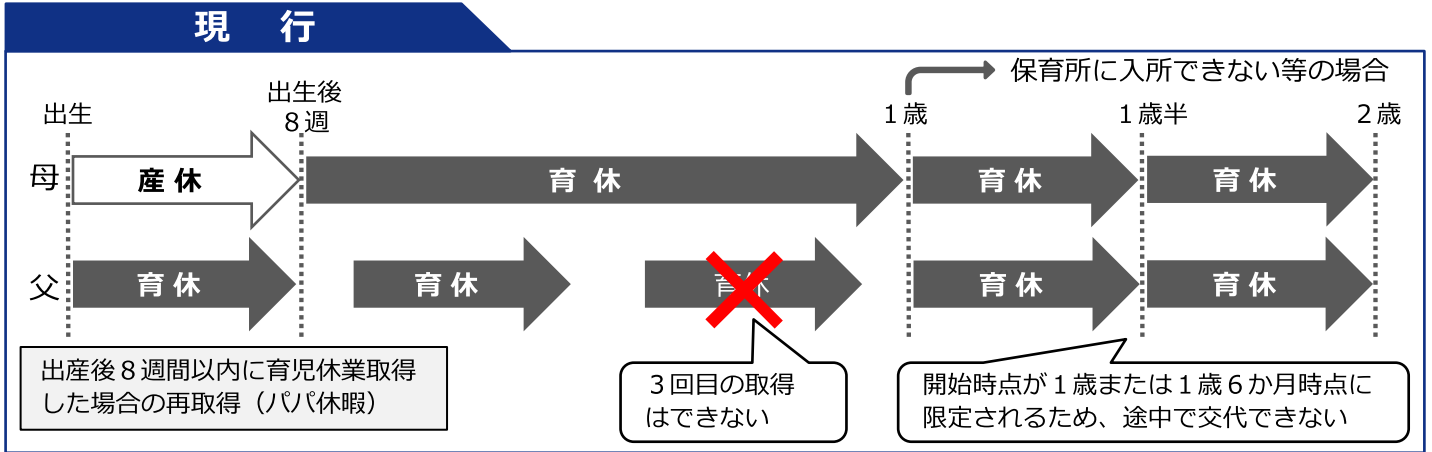 現　行
保育所に入所できない等の場合
出生
出生後
８週
１歳
１歳半
２歳
母
産 休
育 休
育 休
育 休
父
育 休
育 休
育休
育 休
育 休
出産後８週間以内に育児休業取得
した場合の再取得（パパ休暇）
３回目の取得
はできない
開始時点が１歳または１歳６か月時点に
限定されるため、途中で交代できない